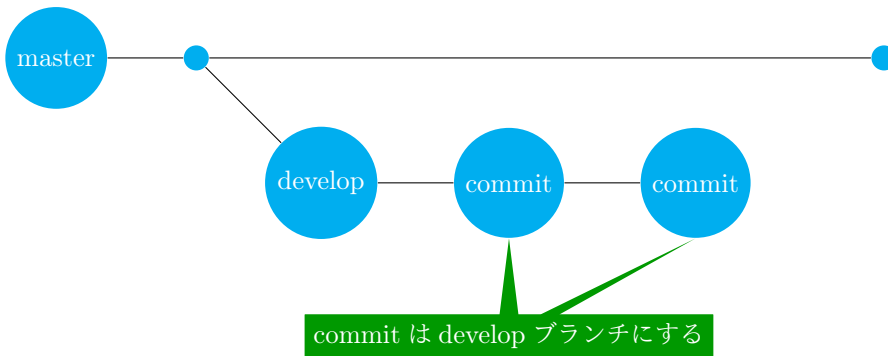 master
develop
commit
commit
commit は develop ブランチにする